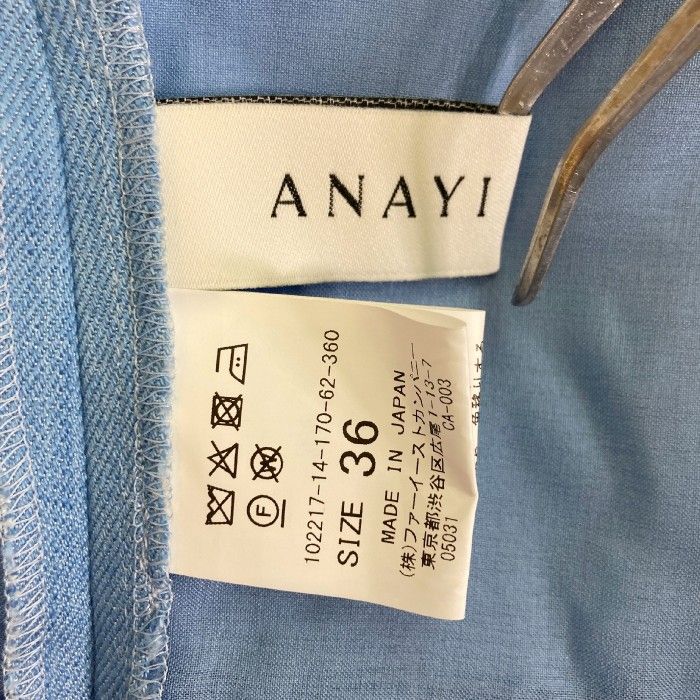 ANAYI
102217-14-170-62-360
SIZE 36
MADE IN JAPAN
(株)ファーイーストカンパニー
東京都渋谷区広尾1-13-7
05031 CA-003